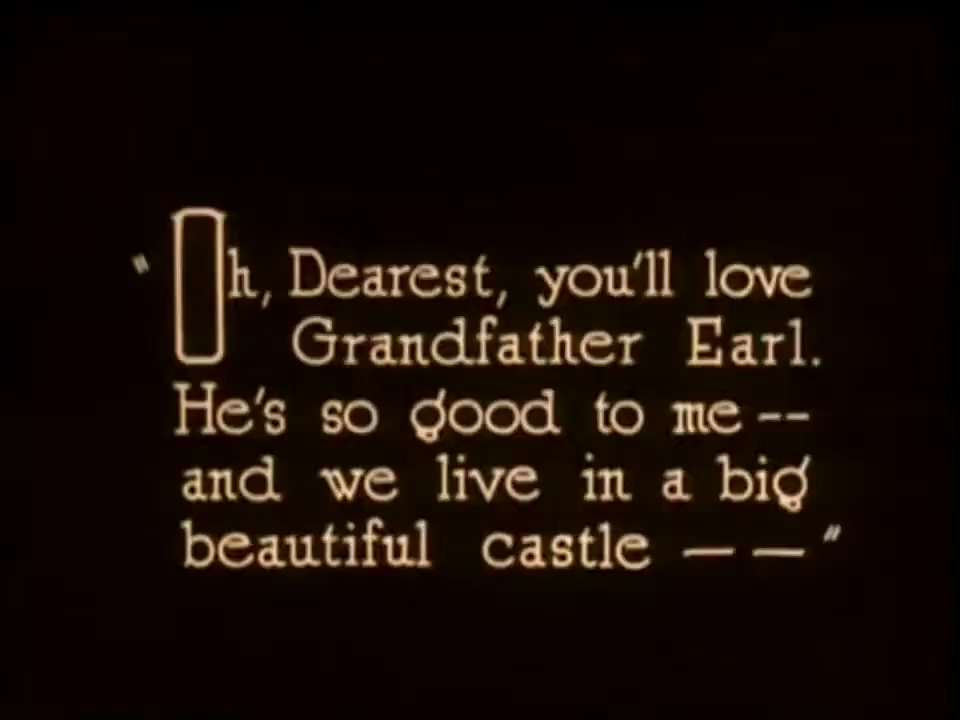 "Oh, Dearest, you'll love
Grandfather Earl.
He's so good to me --
and we live in a big
beautiful castle — —"